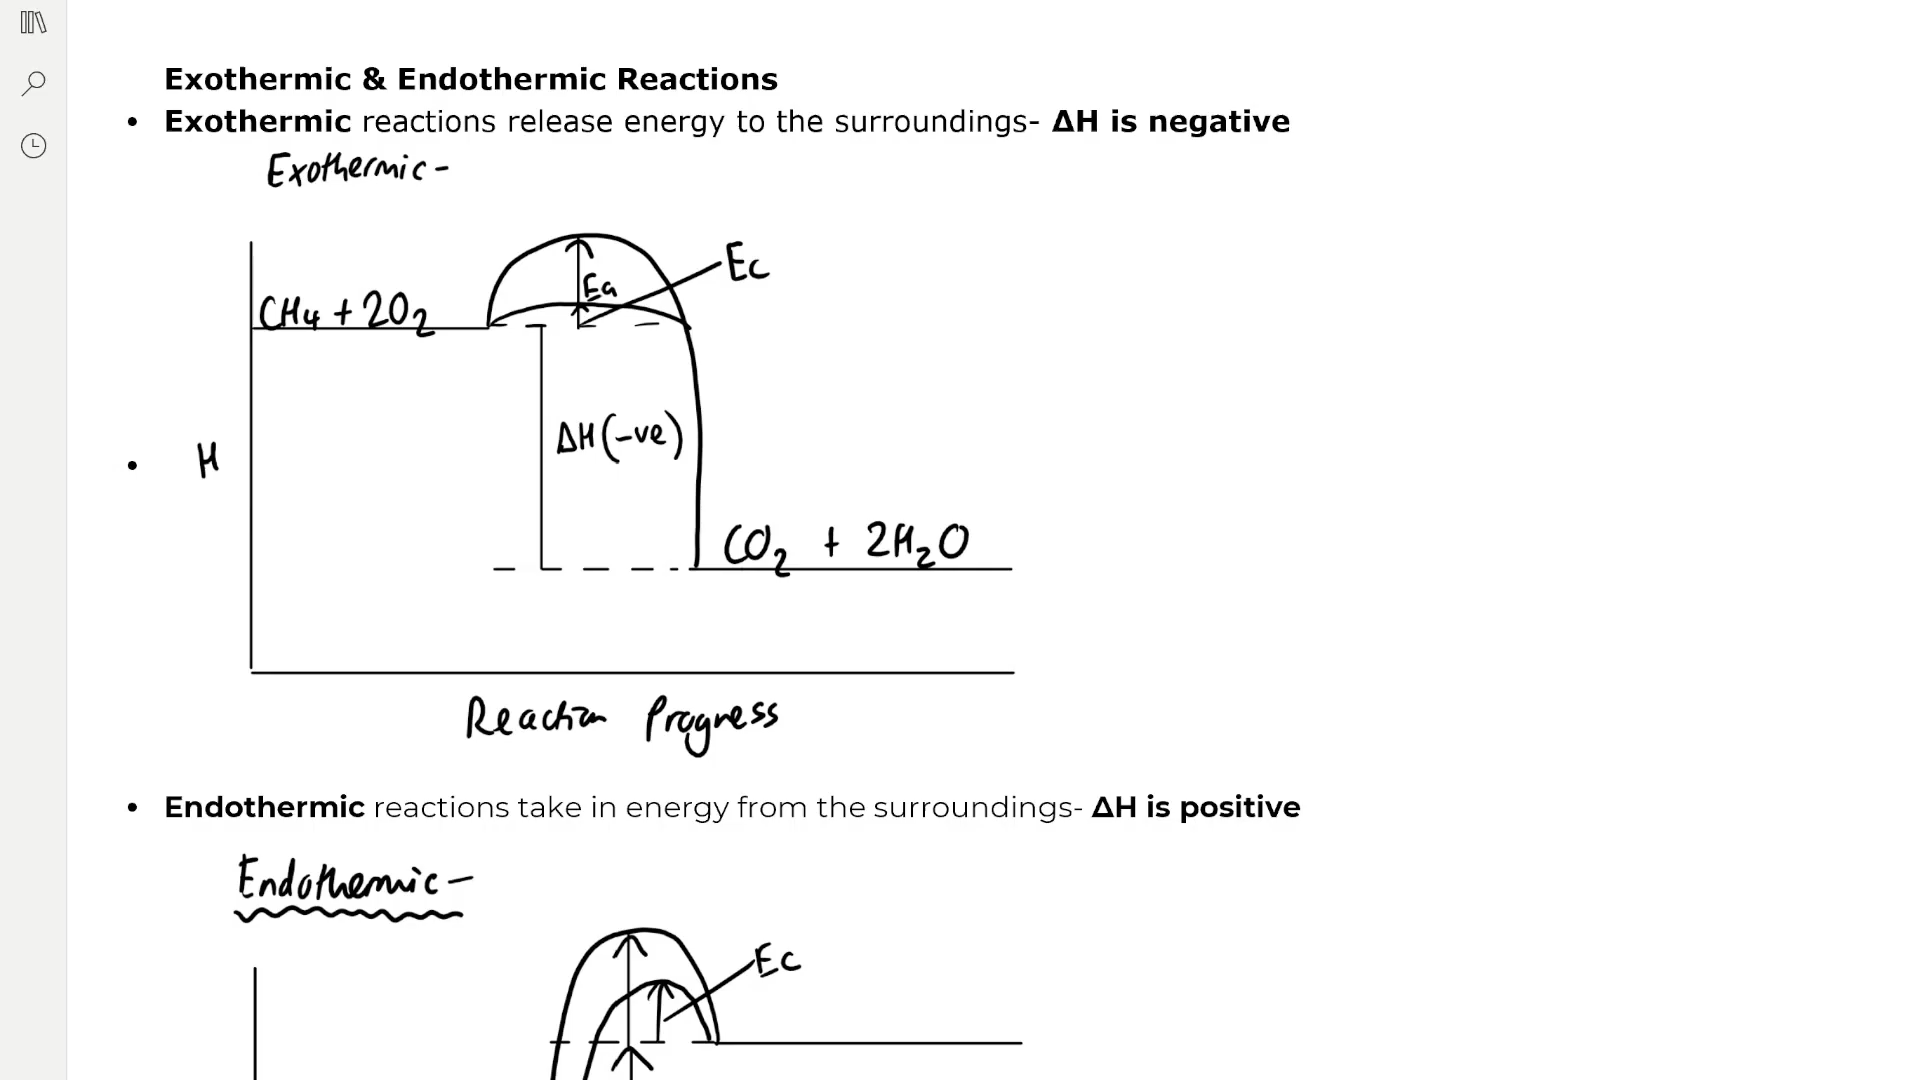 Exothermic & Endothermic Reactions
• Exothermic reactions release energy to the surroundings- ΔH is negative
Exothermic -
Ec
Ea
CH4 + 2O2
ΔH (-ve)
• H
CO2 + 2H2O
Reaction Progress
• Endothermic reactions take in energy from the surroundings- ΔH is positive
Endothermic -
Ec